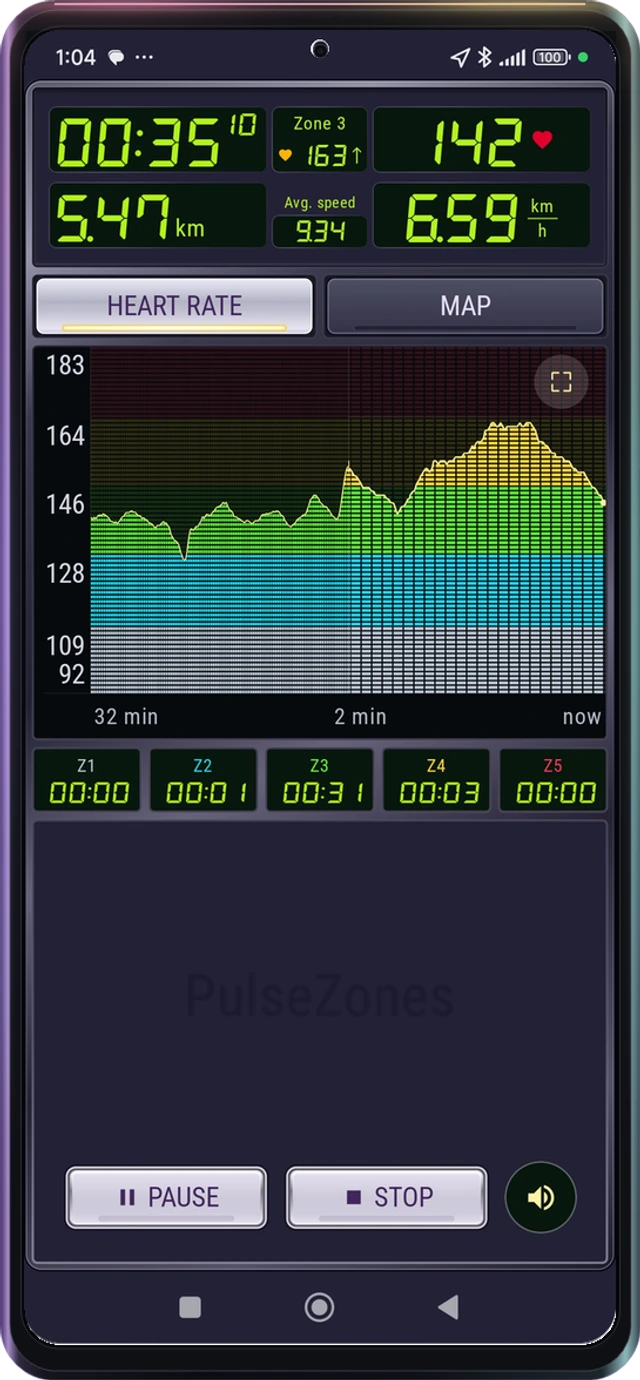 1:04 ... 100
00:35 10
Zone 3
163↑
142
5.47 km
Avg. speed
9.34
6.59 km/h
HEART RATE MAP
183
164
146
128
109
92
32 min 2 min now
Z1 Z2 Z3 Z4 Z5
00:00 00:01 00:31 00:03 00:00
PulseZones
PAUSE STOP